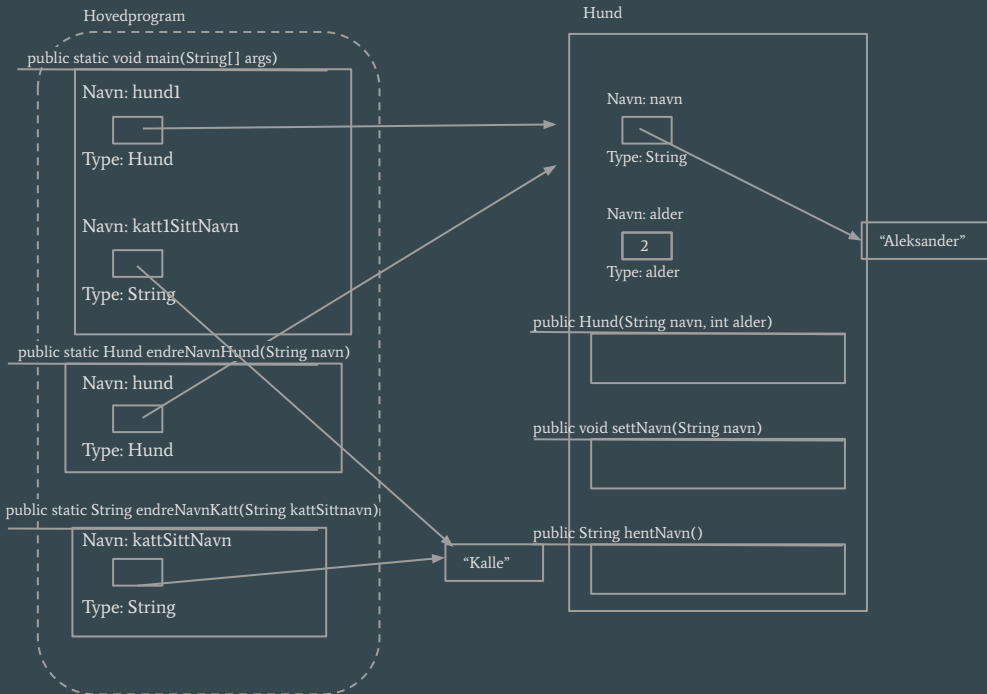 Hovedprogram
public static void main(String[] args)
Navn: hund1
Type: Hund
Navn: katt1SittNavn
Type: String
public static Hund endreNavnHund(String navn)
Navn: hund
Type: Hund
public static String endreNavnKatt(String kattSittnavn)
Navn: kattSittNavn
Type: String
“Kalle”
Hund
Navn: navn
Type: String
“Aleksander”
Navn: alder
2
Type: alder
public Hund(String navn, int alder)
public void settNavn(String navn)
public String hentNavn()